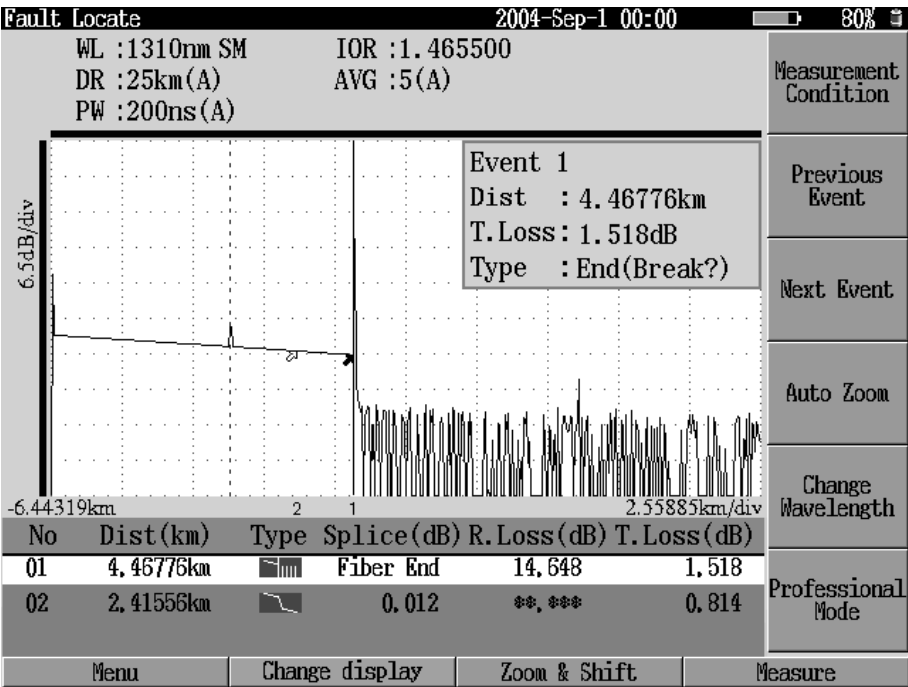 Fault Locate 2004-Sep-1 00:00 80%
WL :1310nm SM IOR :1.465500
DR :25km(A) AVG :5(A)
PW :200ns(A)
6.5dB/div
Event 1
Dist : 4.46776km
T.Loss: 1.518dB
Type :End(Break?)
-6.44319km 2 1 2.55885km/div
No Dist(km) Type Splice(dB) R.Loss(dB) T.Loss(dB)
01 4.46776km Fiber End 14.648 1.518
02 2.41556km 0.012 **.*** 0.814
Measurement
Condition
Previous
Event
Next Event
Auto Zoom
Change
Wavelength
Professional
Mode
Menu Change display Zoom & Shift Measure